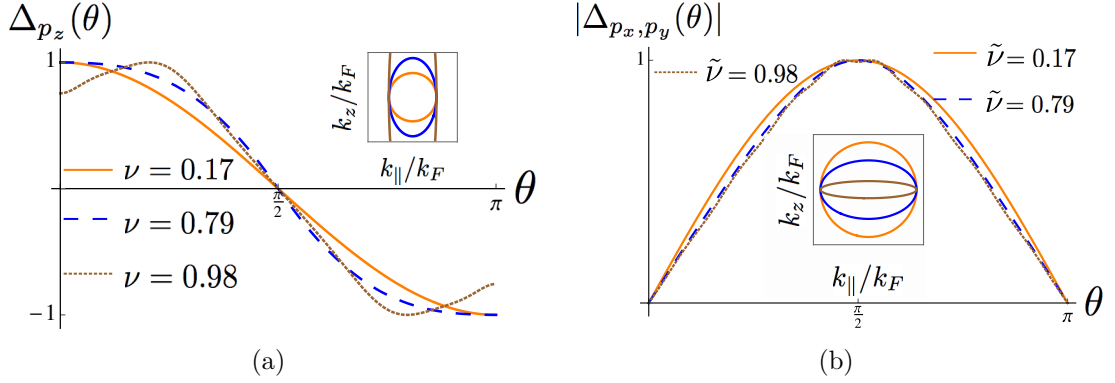 Δ_{p_z}(θ)
1
k_z/k_F
k_∥/k_F
ν = 0.17
ν = 0.79
ν = 0.98
π/2
π
θ
−1
(a)
|Δ_{p_x,p_y}(θ)|
1
ν̃ = 0.98
ν̃ = 0.17
ν̃ = 0.79
k_z/k_F
k_∥/k_F
π/2
π
θ
(b)